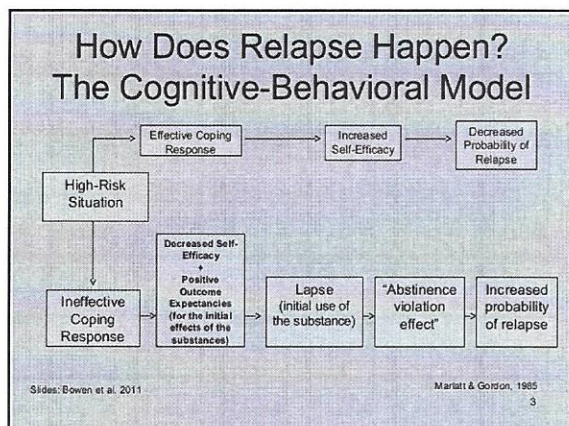 How Does Relapse Happen?
The Cognitive-Behavioral Model
Effective Coping
Response
Increased
Self-Efficacy
Decreased
Probability of
Relapse
High-Risk
Situation
Ineffective
Coping
Response
Decreased Self-
Efficacy
+
Positive
Outcome
Expectancies
(for the initial
effects of the
substances)
Lapse
(initial use of
the substance)
"Abstinence
violation
effect"
Increased
probability
of relapse
Slides: Bowen et al. 2011
Marlatt & Gordon, 1985
3